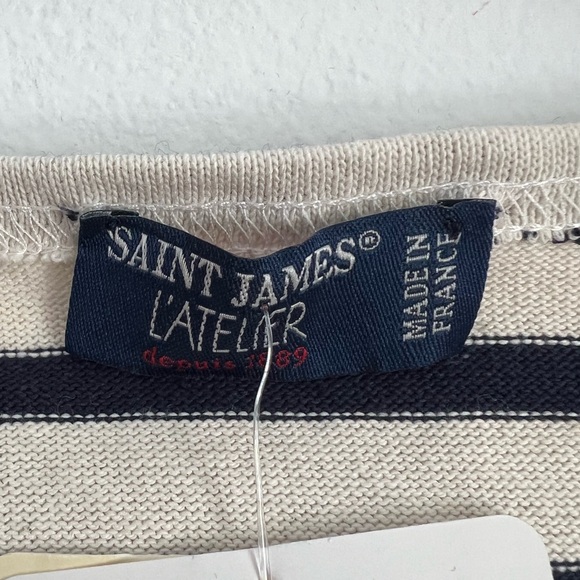 SAINT JAMES®
L'ATELIER
depuis 1889
MADE IN
FRANCE